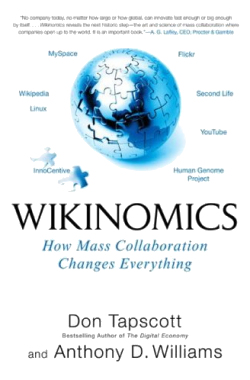 "No company today, no matter how large or how global, can innovate fast enough or big enough
by itself . . . Wikinomics reveals the next historic step—the art and science of mass collaboration where
companies open up to the world. It is an important book." —A. G. Lafley, CEO, Procter & Gamble
MySpace
Flickr
Wikipedia
Second Life
Linux
YouTube
InnoCentive
Human Genome
Project
WIKINOMICS
How Mass Collaboration
Changes Everything
Don Tapscott
Bestselling Author of The Digital Economy
and Anthony D. Williams